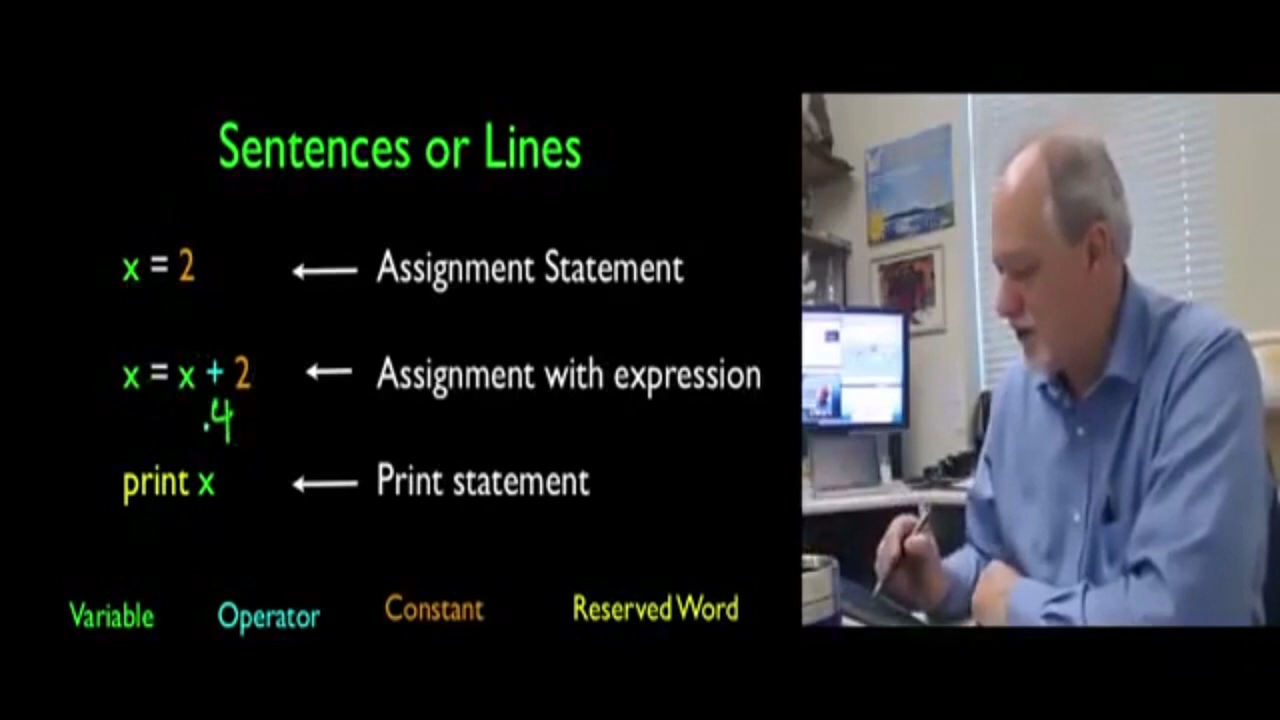 Sentences or Lines
x = 2 ← Assignment Statement
x = x + 2 ← Assignment with expression
.4
print x ← Print statement
Variable Operator Constant Reserved Word